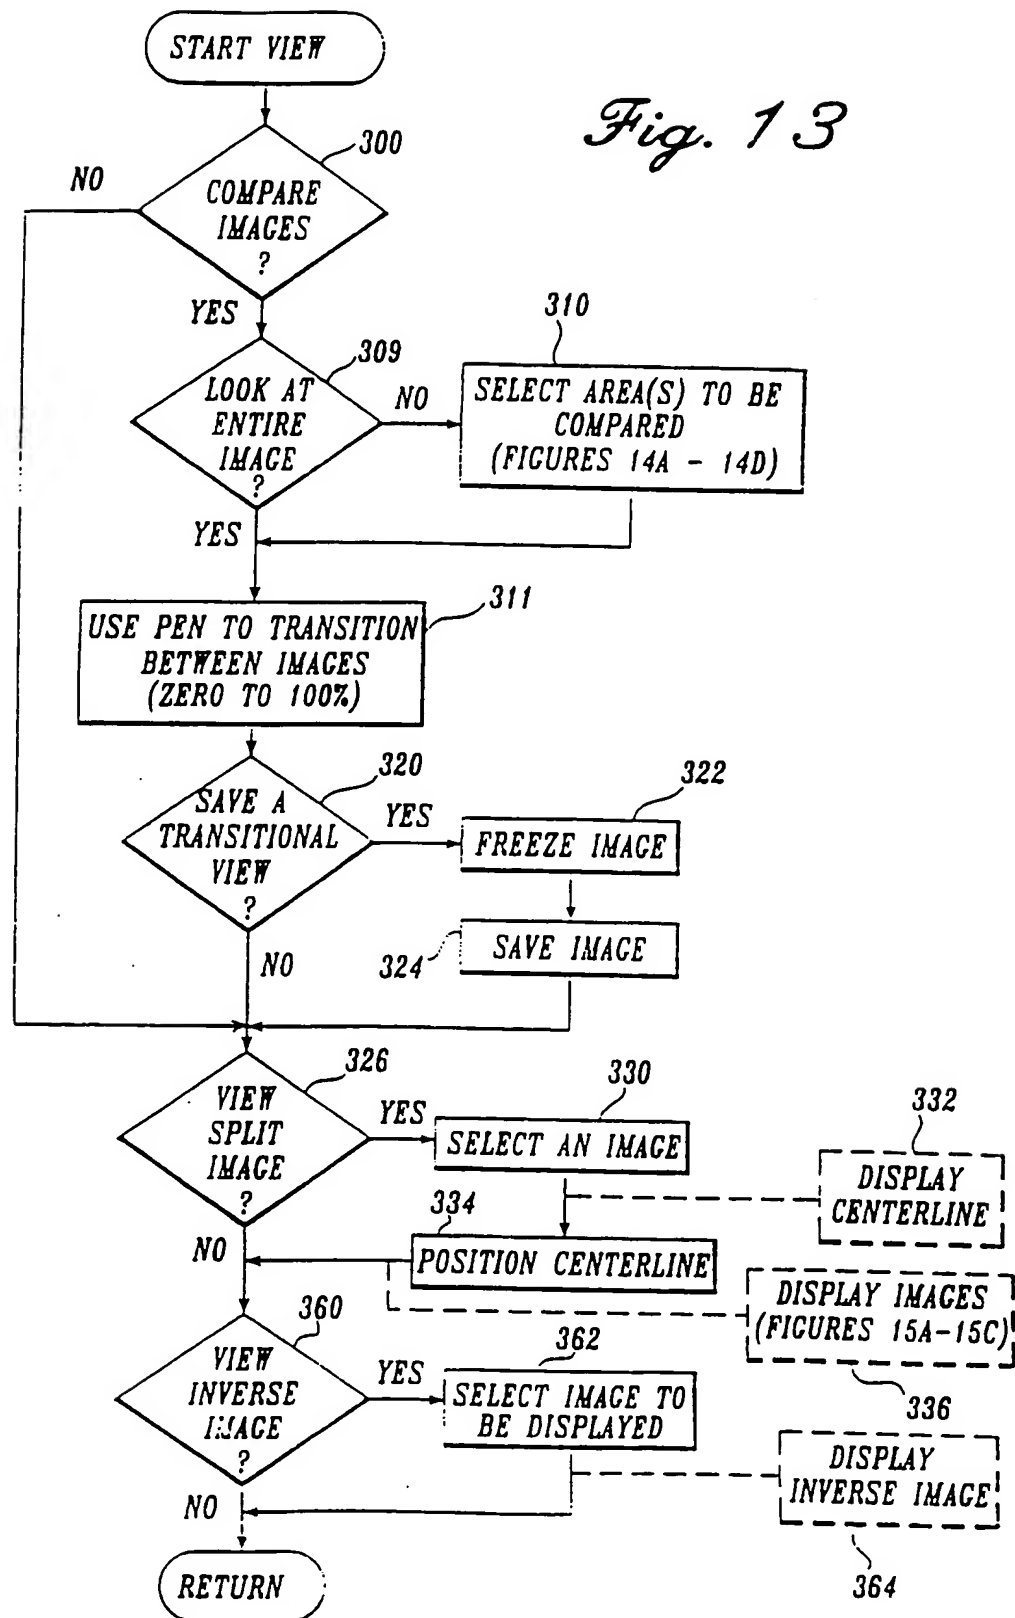 START VIEW
Fig. 13
300
NO
COMPARE
IMAGES
?
YES
309
310
LOOK AT
ENTIRE
IMAGE
?
NO
SELECT AREA(S) TO BE
COMPARED
(FIGURES 14A - 14D)
YES
311
USE PEN TO TRANSITION
BETWEEN IMAGES
(ZERO TO 100%)
320
322
SAVE A
TRANSITIONAL
VIEW
?
YES
FREEZE IMAGE
324
SAVE IMAGE
NO
326
330
332
VIEW
SPLIT
IMAGE
?
YES
SELECT AN IMAGE
DISPLAY
CENTERLINE
334
NO
POSITION CENTERLINE
DISPLAY IMAGES
(FIGURES 15A-15C)
336
360
362
VIEW
INVERSE
IMAGE
?
YES
SELECT IMAGE TO
BE DISPLAYED
DISPLAY
INVERSE IMAGE
364
NO
RETURN